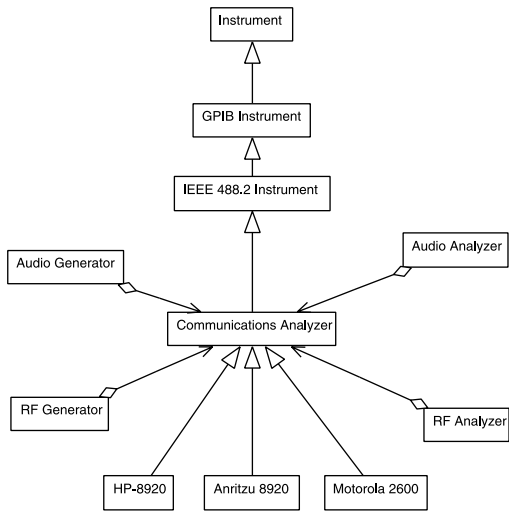 Instrument
GPIB Instrument
IEEE 488.2 Instrument
Audio Generator
Audio Analyzer
Communications Analyzer
RF Generator
RF Analyzer
HP-8920
Anritzu 8920
Motorola 2600